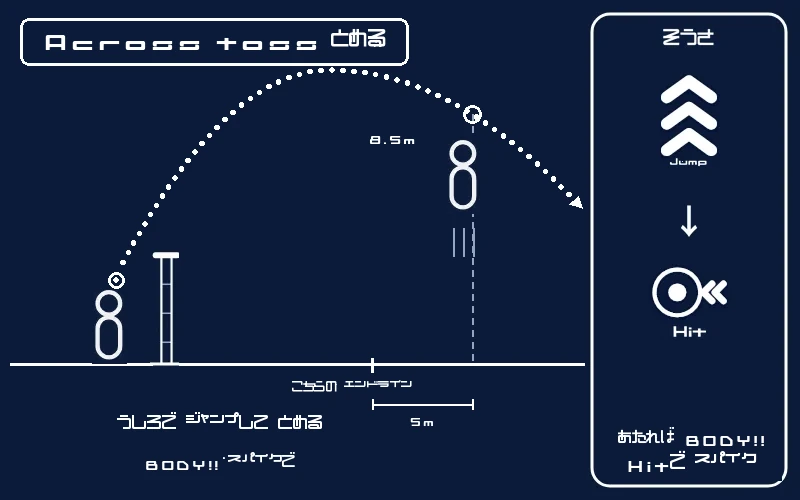 Across toss とめる
8.5m
こちらの エンドライン
5m
うしろで ジャンプして とめる
BODY!!・スパイクで
そうさ
Jump
↓
Hit
あたれば BODY!!
Hitで スパイク